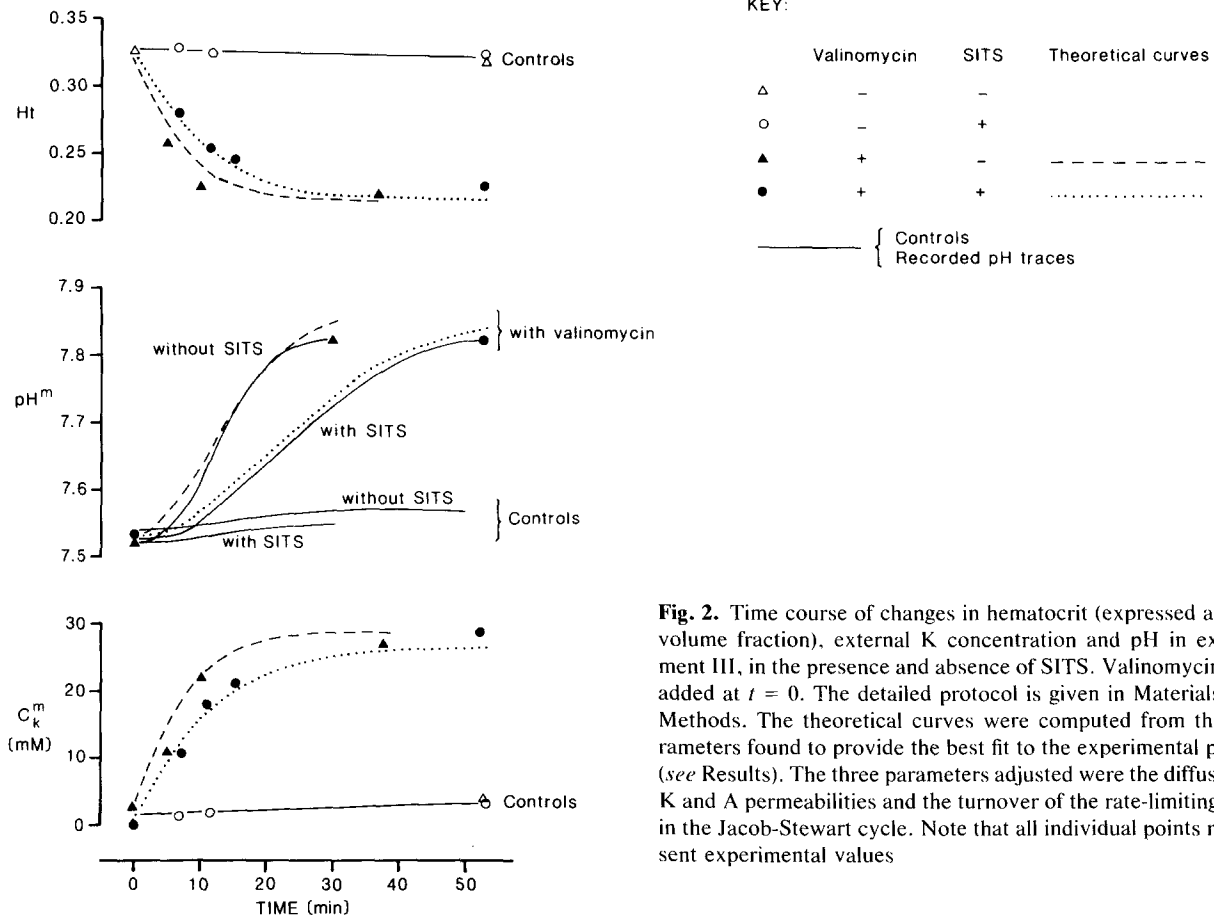 KEY:
Valinomycin SITS Theoretical curves
△ – –
○ – +
▲ + –
● + +
Controls
Recorded pH traces
0.35
0.30
0.25
0.20
Ht
Controls
7.9
7.8
7.7
7.6
7.5
pHᵐ
without SITS
with valinomycin
with SITS
without SITS
Controls
with SITS
30
20
10
0
Cₖᵐ
(mM)
Controls
0 10 20 30 40 50
TIME (min)
Fig. 2. Time course of changes in hematocrit (expressed a
volume fraction), external K concentration and pH in ex
ment III, in the presence and absence of SITS. Valinomycin
added at t = 0. The detailed protocol is given in Materials
Methods. The theoretical curves were computed from th
rameters found to provide the best fit to the experimental p
(see Results). The three parameters adjusted were the diffus
K and A permeabilities and the turnover of the rate-limiting
in the Jacob-Stewart cycle. Note that all individual points r
sent experimental values